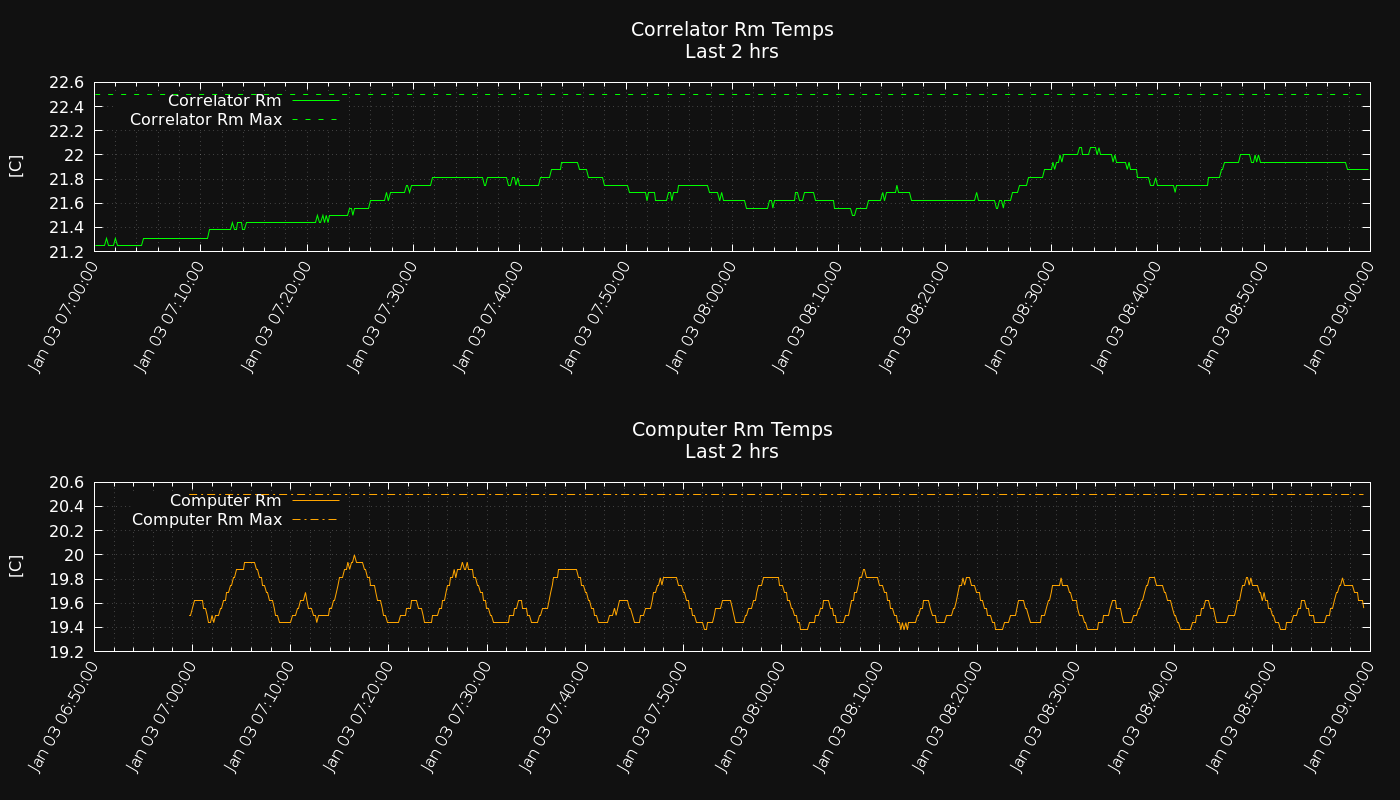 Correlator Rm Temps
Last 2 hrs
[C]
22.6
22.4
22.2
22
21.8
21.6
21.4
21.2
Correlator Rm
Correlator Rm Max
Jan 03 07:00:00
Jan 03 07:10:00
Jan 03 07:20:00
Jan 03 07:30:00
Jan 03 07:40:00
Jan 03 07:50:00
Jan 03 08:00:00
Jan 03 08:10:00
Jan 03 08:20:00
Jan 03 08:30:00
Jan 03 08:40:00
Jan 03 08:50:00
Jan 03 09:00:00
Computer Rm Temps
Last 2 hrs
[C]
20.6
20.4
20.2
20
19.8
19.6
19.4
19.2
Computer Rm
Computer Rm Max
Jan 03 06:50:00
Jan 03 07:00:00
Jan 03 07:10:00
Jan 03 07:20:00
Jan 03 07:30:00
Jan 03 07:40:00
Jan 03 07:50:00
Jan 03 08:00:00
Jan 03 08:10:00
Jan 03 08:20:00
Jan 03 08:30:00
Jan 03 08:40:00
Jan 03 08:50:00
Jan 03 09:00:00